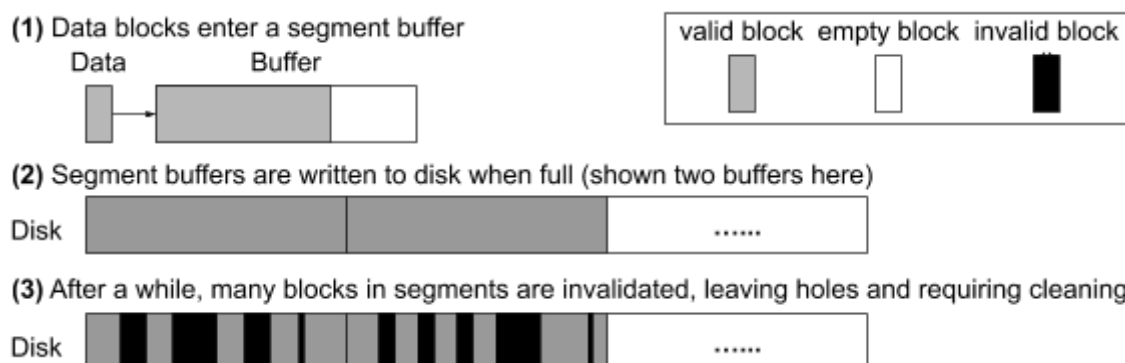 (1) Data blocks enter a segment buffer
Data Buffer
valid block empty block invalid block
(2) Segment buffers are written to disk when full (shown two buffers here)
Disk ......
(3) After a while, many blocks in segments are invalidated, leaving holes and requiring cleaning
Disk ......